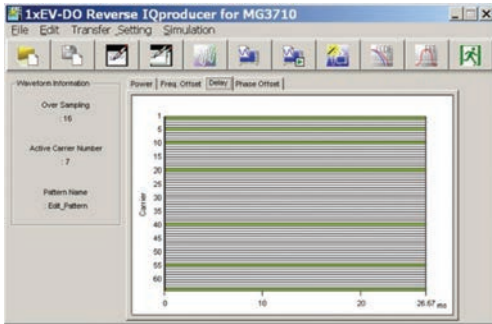 1xEV-DO Reverse IQproducer for MG3710
File Edit Transfer_Setting Simulation
Waveform Information
Power Freq. Offset Delay Phase Offset
Over Sampling
: 16
Active Carrier Number
: 7
Pattern Name
: Edit_Pattern
Carrier
1
5
10
15
20
25
30
35
40
45
50
55
60
0 10 20 26.67 ms